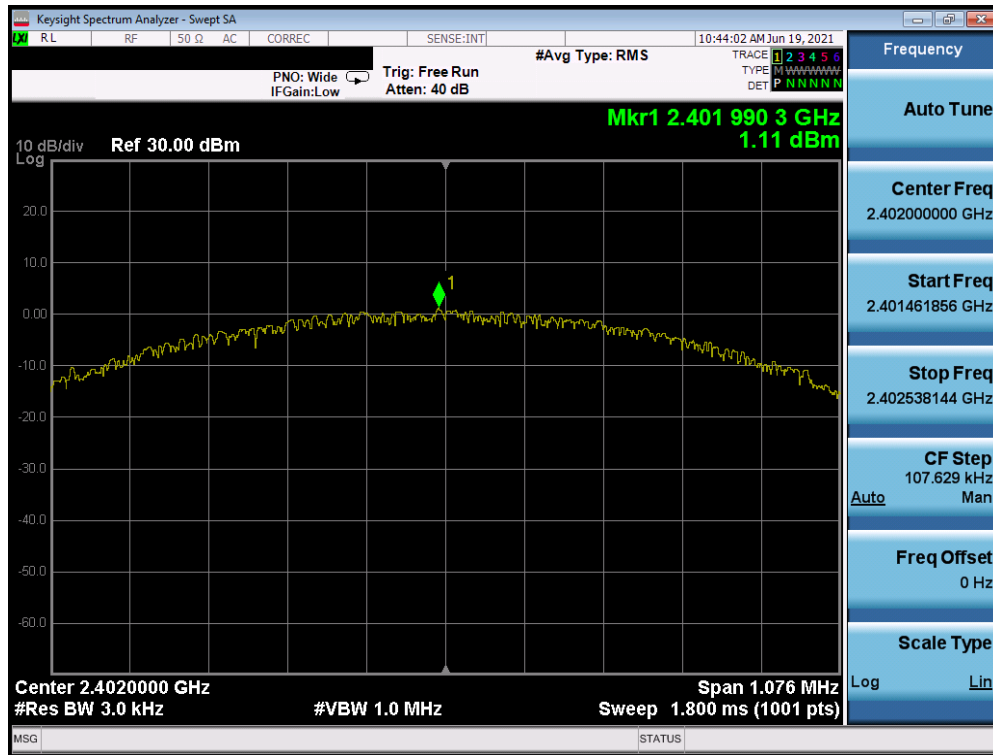 Keysight Spectrum Analyzer - Swept SA
LXI RL RF 50 Ω AC CORREC SENSE:INT 10:44:02 AM Jun 19, 2021
#Avg Type: RMS TRACE 1 2 3 4 5 6
PNO: Wide Trig: Free Run TYPE M W W W W W
IFGain:Low Atten: 40 dB DET P N N N N N
Mkr1 2.401 990 3 GHz
1.11 dBm
10 dB/div Ref 30.00 dBm
Log
20.0
10.0
1
0.00
-10.0
-20.0
-30.0
-40.0
-50.0
-60.0
Center 2.4020000 GHz Span 1.076 MHz
#Res BW 3.0 kHz #VBW 1.0 MHz Sweep 1.800 ms (1001 pts)
MSG STATUS
Frequency
Auto Tune
Center Freq
2.402000000 GHz
Start Freq
2.401461856 GHz
Stop Freq
2.402538144 GHz
CF Step
107.629 kHz
Auto Man
Freq Offset
0 Hz
Scale Type
Log Lin